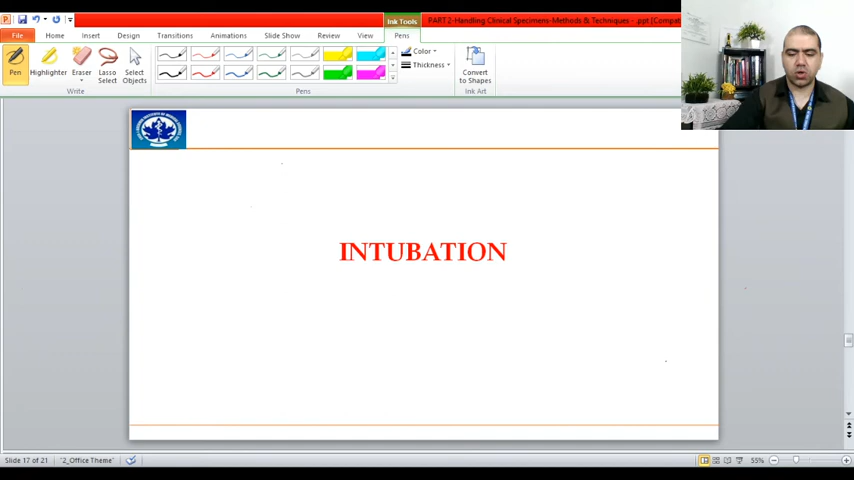 Ink Tools
PART 2-Handling Clinical Specimens-Methods & Techniques - .ppt [Compat
File
Home
Insert
Design
Transitions
Animations
Slide Show
Review
View
Pens
Pen
Highlighter
Eraser
Lasso
Select
Select
Objects
Color
Thickness
Convert
to Shapes
Write
Pens
Ink Art
INTUBATION
Slide 17 of 21
"2_Office Theme"
55%